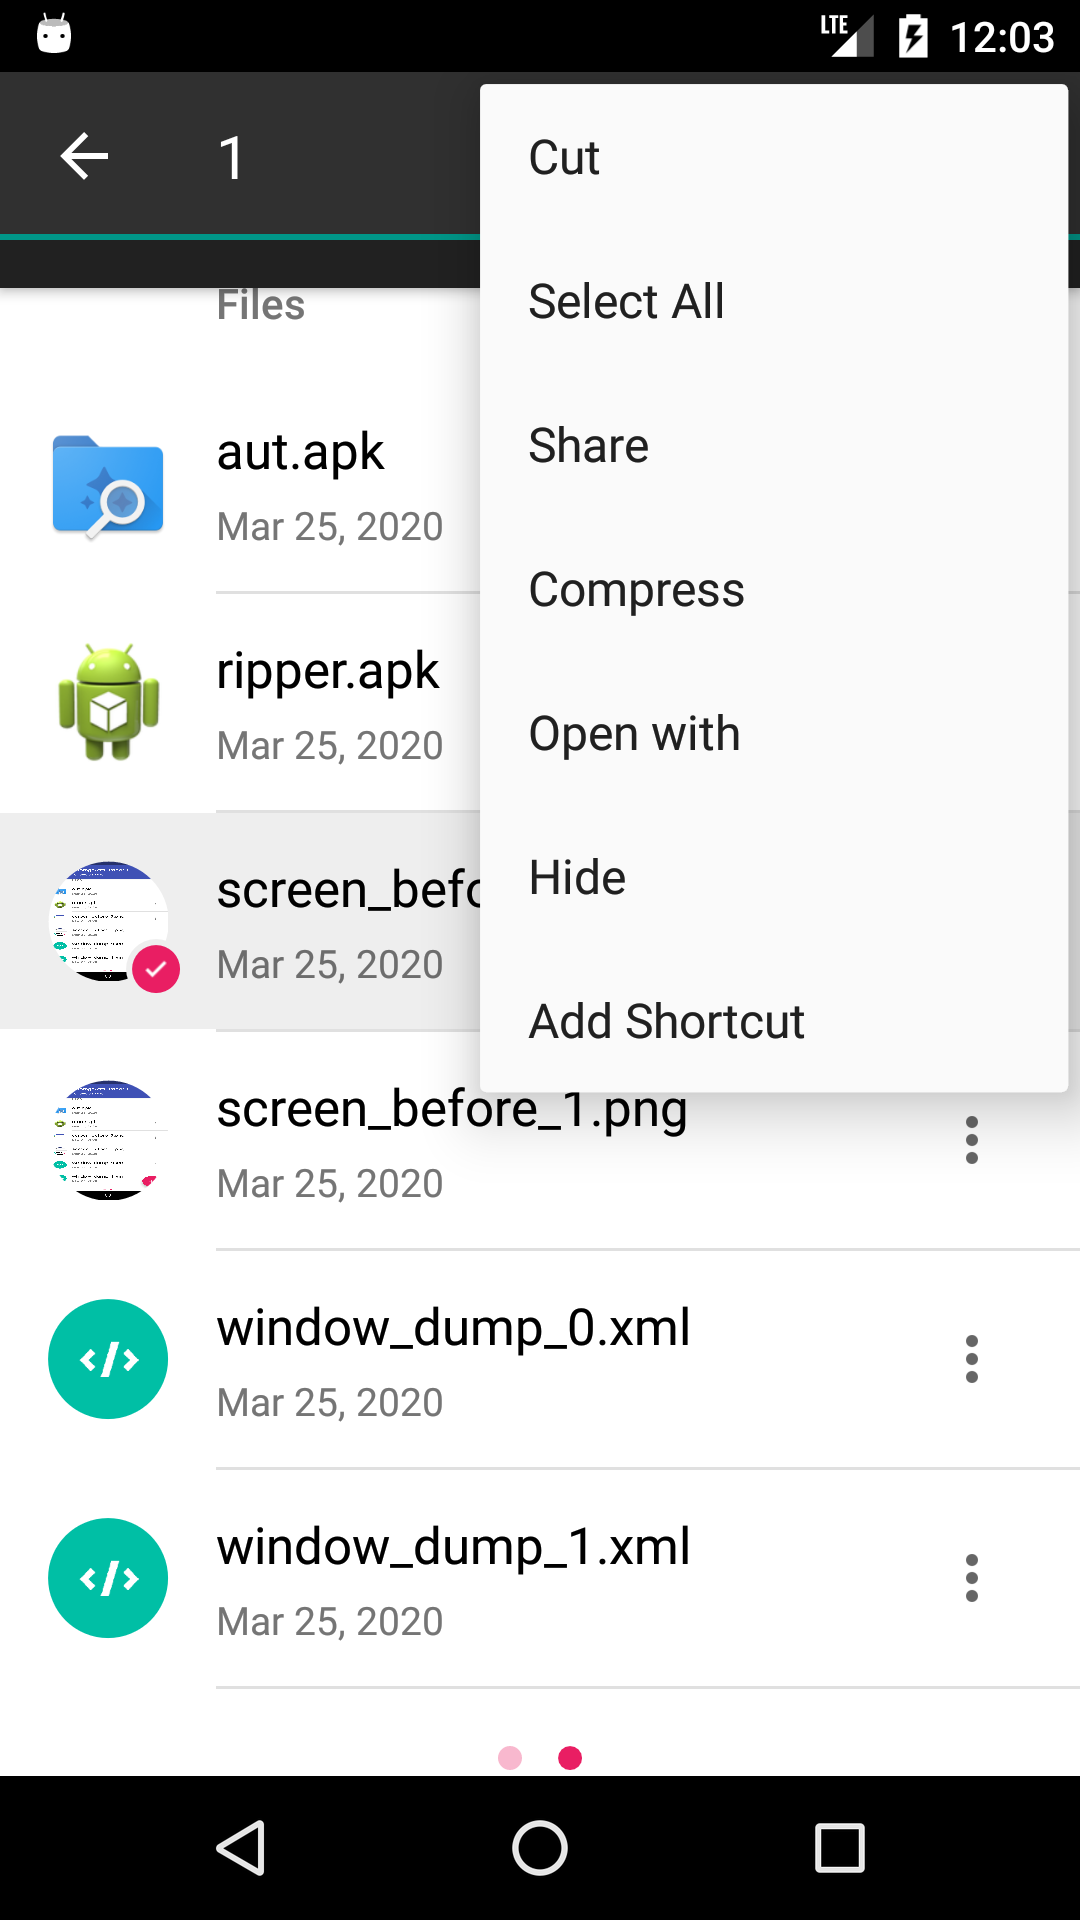 LTE 12:03
1
Cut
Select All
Files
Share
aut.apk
Mar 25, 2020
Compress
ripper.apk
Open with
Mar 25, 2020
Hide
screen_befo
Mar 25, 2020
Add Shortcut
screen_before_1.png
Mar 25, 2020
window_dump_0.xml
Mar 25, 2020
window_dump_1.xml
Mar 25, 2020